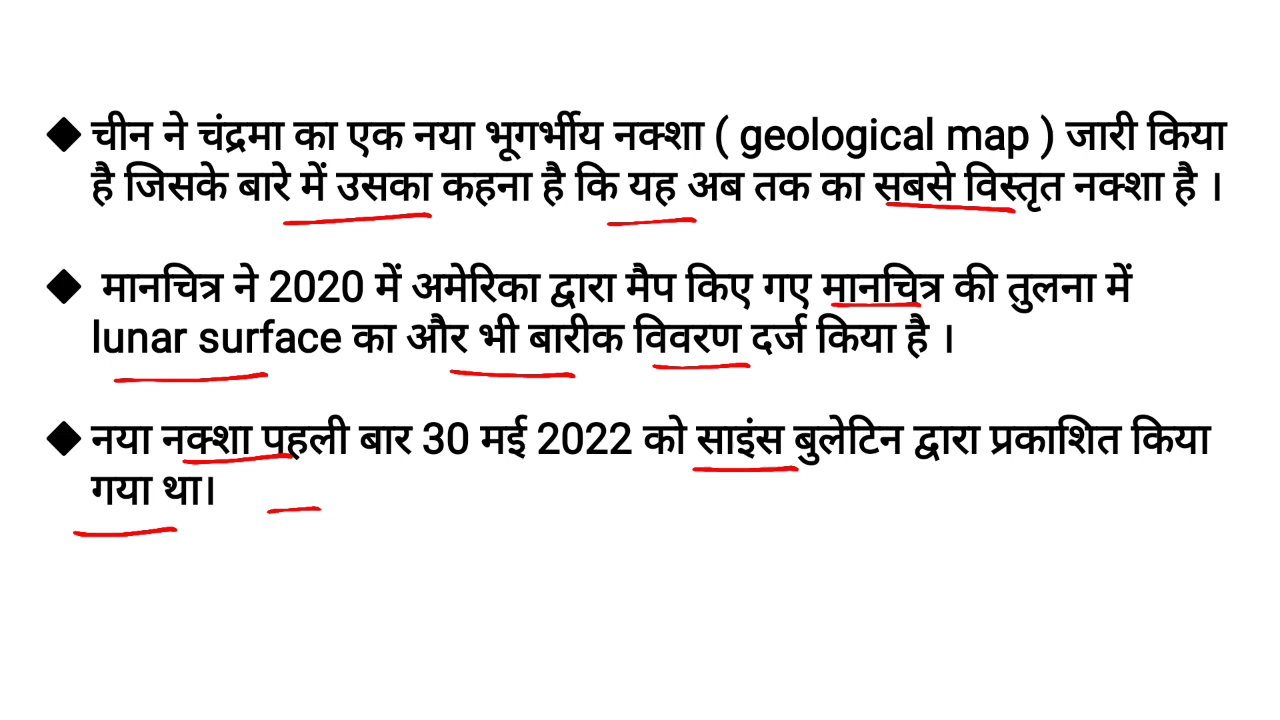 ◆ चीन ने चंद्रमा का एक नया भूगर्भीय नक्शा ( geological map ) जारी किया
है जिसके बारे में उसका कहना है कि यह अब तक का सबसे विस्तृत नक्शा है ।
◆ मानचित्र ने 2020 में अमेरिका द्वारा मैप किए गए मानचित्र की तुलना में
lunar surface का और भी बारीक विवरण दर्ज किया है ।
◆ नया नक्शा पहली बार 30 मई 2022 को साइंस बुलेटिन द्वारा प्रकाशित किया
गया था।